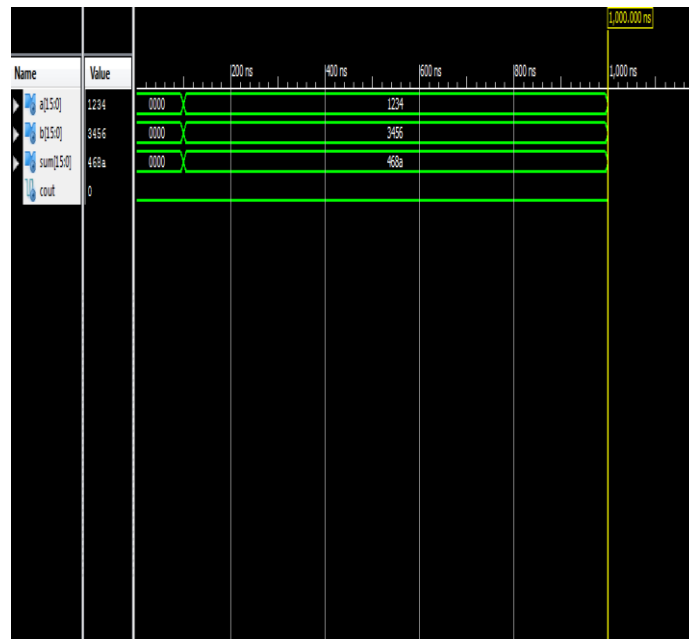 1,000.000 ns
Name Value 200 ns 400 ns 600 ns 800 ns 1,000 ns
a[15:0] 1234 0000 1234
b[15:0] 3456 0000 3456
sum[15:0] 468a 0000 468a
cout 0